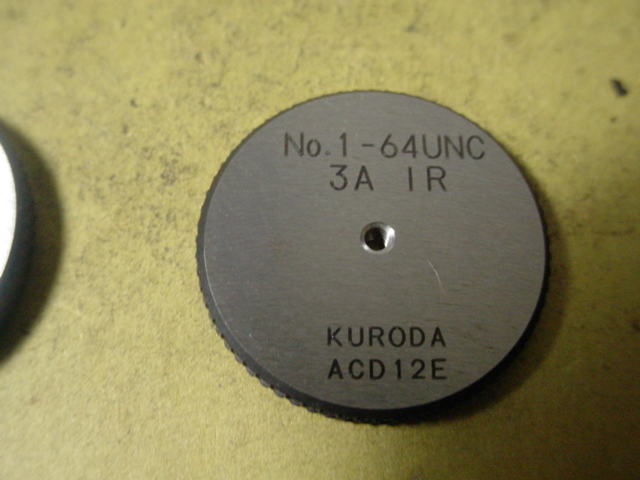 No.1-64UNC
3A IR
KURODA
ACD12E